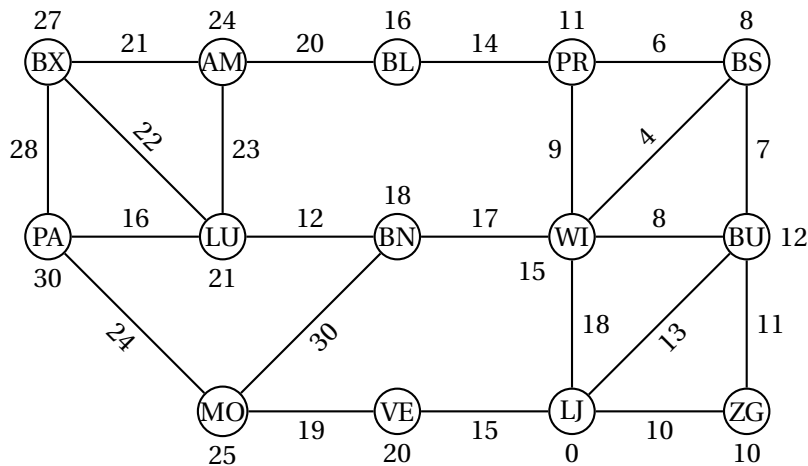 27 24 16 11 8
BX 21 AM 20 BL 14 PR 6 BS
28 22 23 9 4 7
18
PA 16 LU 12 BN 17 WI 8 BU 12
30 21 15
24 30 18 13 11
MO 19 VE 15 LJ 10 ZG
25 20 0 10